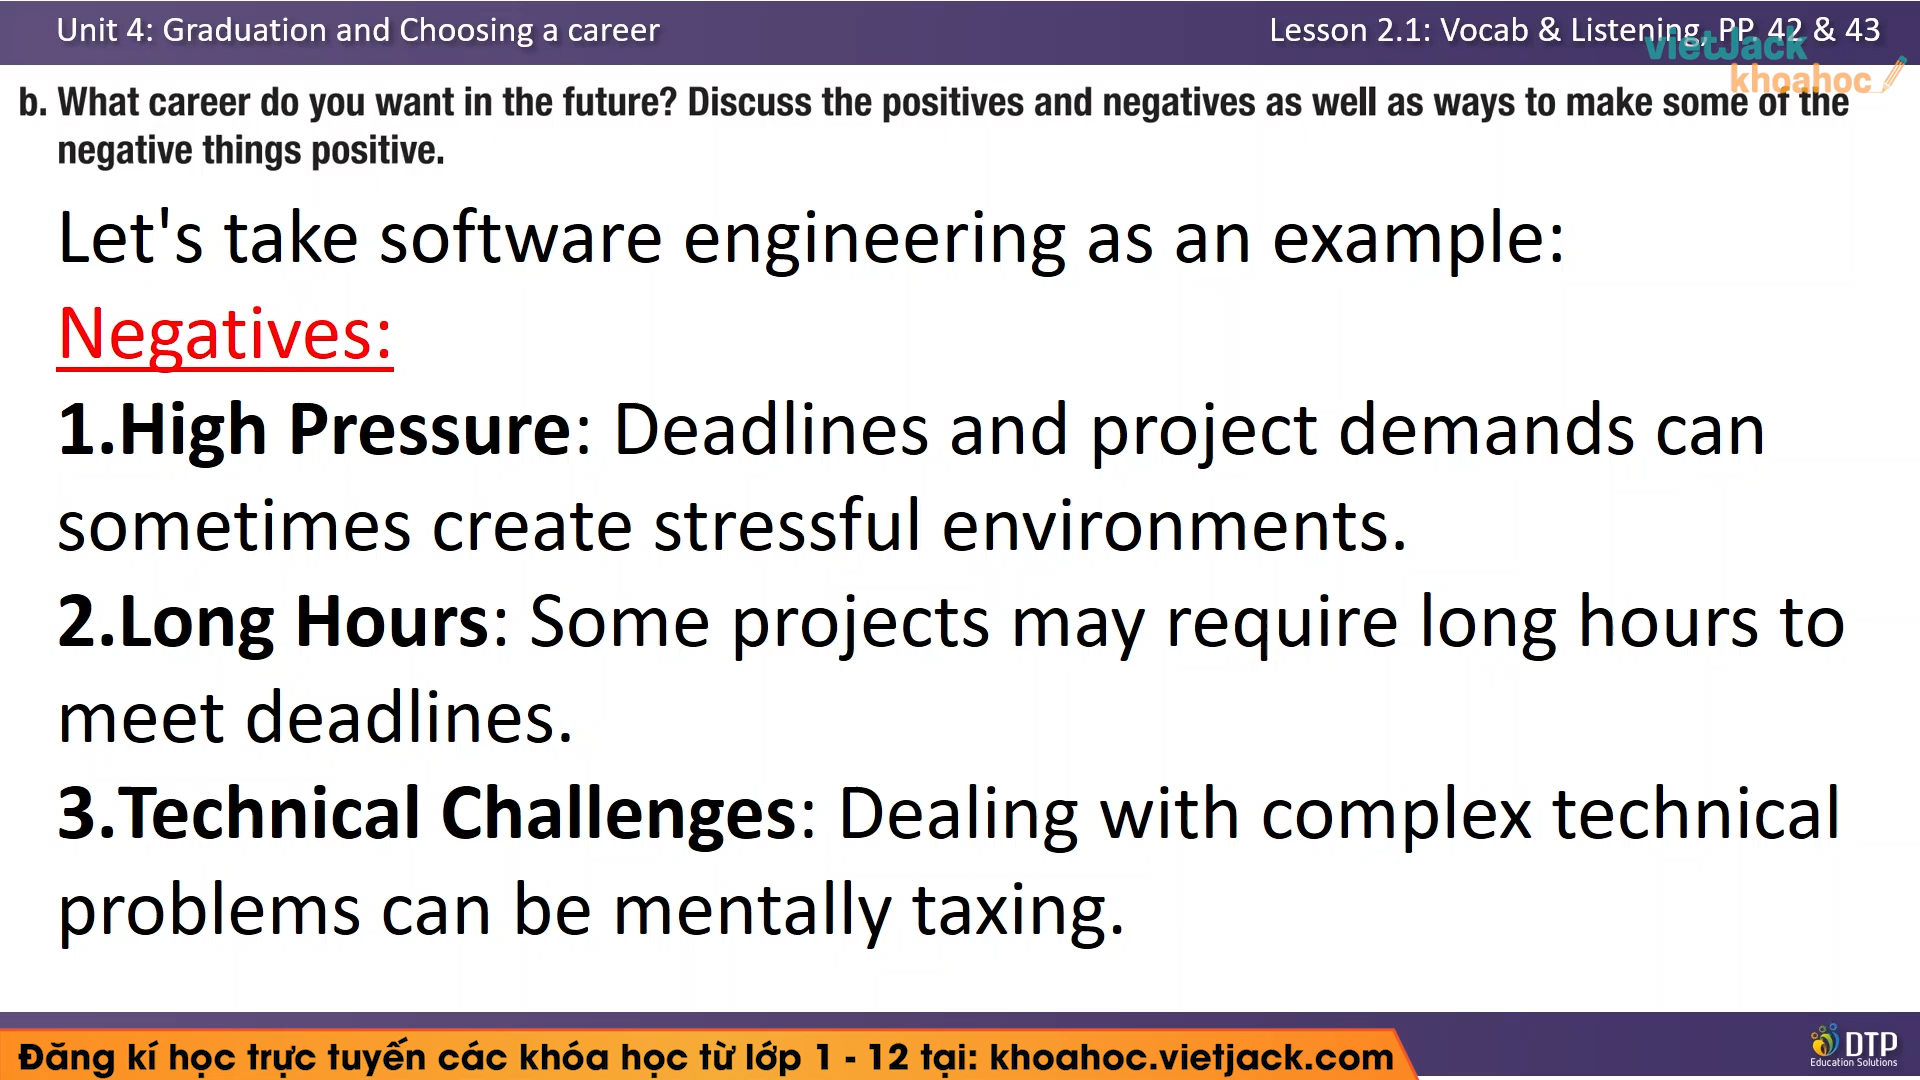 Unit 4: Graduation and Choosing a career
Lesson 2.1: Vocab & Listening, PP. 42 & 43
vietJack
khoahoc
b. What career do you want in the future? Discuss the positives and negatives as well as ways to make some of the
negative things positive.
Let's take software engineering as an example:
Negatives:
1.High Pressure: Deadlines and project demands can
sometimes create stressful environments.
2.Long Hours: Some projects may require long hours to
meet deadlines.
3.Technical Challenges: Dealing with complex technical
problems can be mentally taxing.
Đăng kí học trực tuyến các khóa học từ lớp 1 - 12 tại: khoahoc.vietjack.com
DTP
Education Solutions